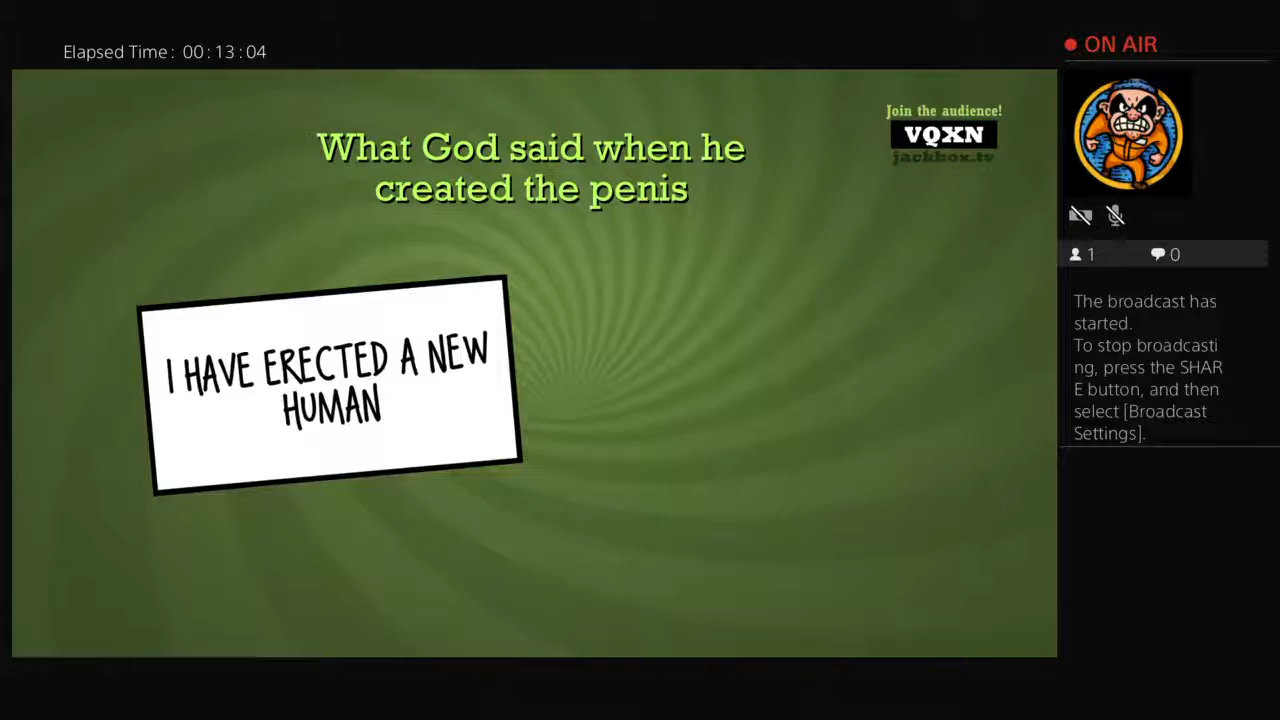 Elapsed Time: 00:13:04
ON AIR
Join the audience!
VQXN
jackbox.tv
What God said when he
created the penis
I HAVE ERECTED A NEW
HUMAN
1
0
The broadcast has
started.
To stop broadcasti
ng, press the SHAR
E button, and then
select [Broadcast
Settings].